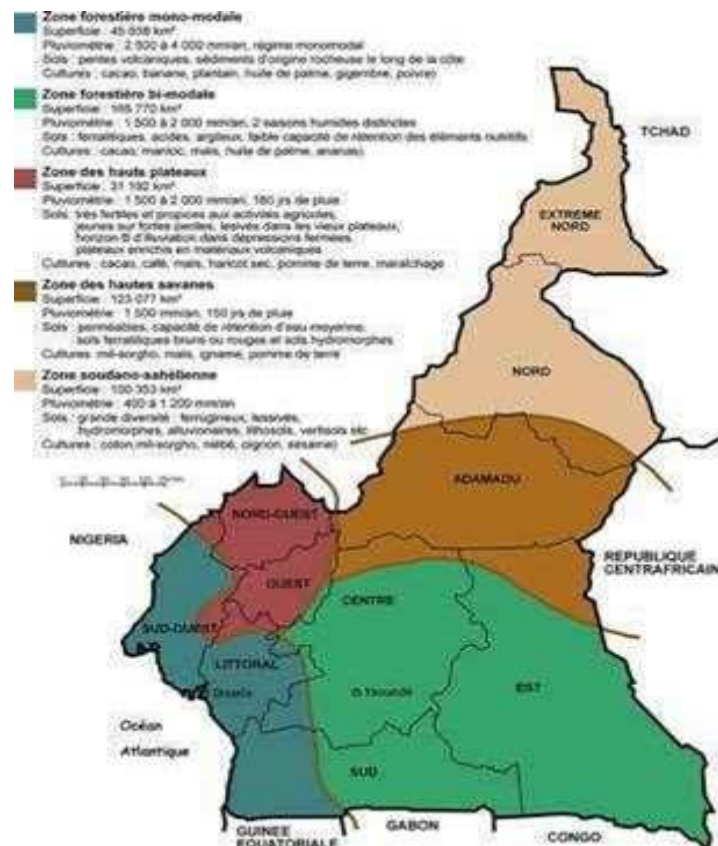 Zone forestière mono-modale
Superficie : 45 658 km²
Pluviométrie : 2 500 à 4 000 mm/an, régime monomodal
Sols : pentes volcaniques, sédiments d'origine rocheuse le long de la côte
Cultures : cacao, banane, plantain, huile de palme, gigembre, poivre)
Zone forestière bi-modale
Superficie : 165 770 km²
Pluviométrie : 1 500 à 2 000 mm/an, 2 saisons humides distinctes
Sols : ferralitiques, acides, argileux, faible capacité de rétention des éléments nutritifs
Cultures : cacao, manioc, maïs, huile de palme, ananas)
Zone des hauts plateaux
Superficie : 31 192 km²
Pluviométrie : 1 500 à 2 000 mm/an, 180 jrs de pluie
Sols : très fertiles et propices aux activités agricoles,
jeunes sur fortes pentes, lésivés dans les vieux plateaux,
horizon B d'illuviation dans dépressions fermées,
plateaux enrichis en matériaux volcaniques
Cultures : cacao, café, maïs, haricot sec, pomme de terre, maraîchage
Zone des hautes savanes
Superficie : 123 077 km²
Pluviométrie : 1 500 mm/an, 150 jrs de pluie
Sols : perméables, capacité de rétention d'eau moyenne,
sols ferralitiques bruns ou rouges et sols hydromorphes
Cultures : mil-sorgho, maïs, igname, pomme de terre
Zone soudano-sahélienne
Superficie : 100 353 km²
Pluviométrie : 400 à 1 200 mm/an
Sols : grande diversité : ferrugineux, lessivés,
hydromorphes, alluvionaires, lithosols, vertisols etc
Cultures : coton, mil-sorgho, niébé, oignon, sésame)
TCHAD
EXTREME
NORD
NORD
ADAMAOU
NORD-OUEST
NIGERIA
REPUBLIQUE
CENTRAFRICAIN
OUEST
CENTRE
SUD-OUEST
LITTORAL
Douala
Yaoundé
EST
Océan
Atlantique
SUD
GUINEE
EQUATORIALE
GABON
CONGO